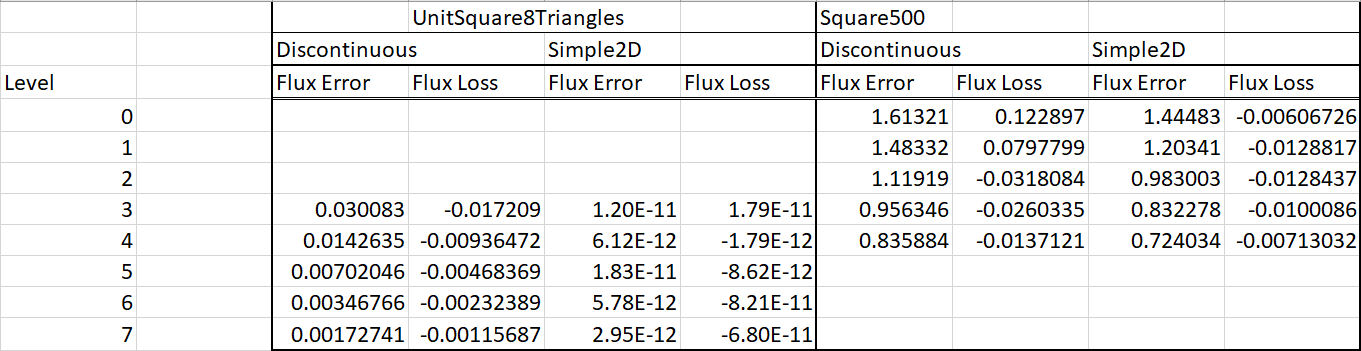 UnitSquare8Triangles Square500
Discontinuous Simple2D Discontinuous Simple2D
Level Flux Error Flux Loss Flux Error Flux Loss Flux Error Flux Loss Flux Error Flux Loss
0 1.61321 0.122897 1.44483 -0.00606726
1 1.48332 0.0797799 1.20341 -0.0128817
2 1.11919 -0.0318084 0.983003 -0.0128437
3 0.030083 -0.017209 1.20E-11 1.79E-11 0.956346 -0.0260335 0.832278 -0.0100086
4 0.0142635 -0.00936472 6.12E-12 -1.79E-12 0.835884 -0.0137121 0.724034 -0.00713032
5 0.00702046 -0.00468369 1.83E-11 -8.62E-12
6 0.00346766 -0.00232389 5.78E-12 -8.21E-11
7 0.00172741 -0.00115687 2.95E-12 -6.80E-11